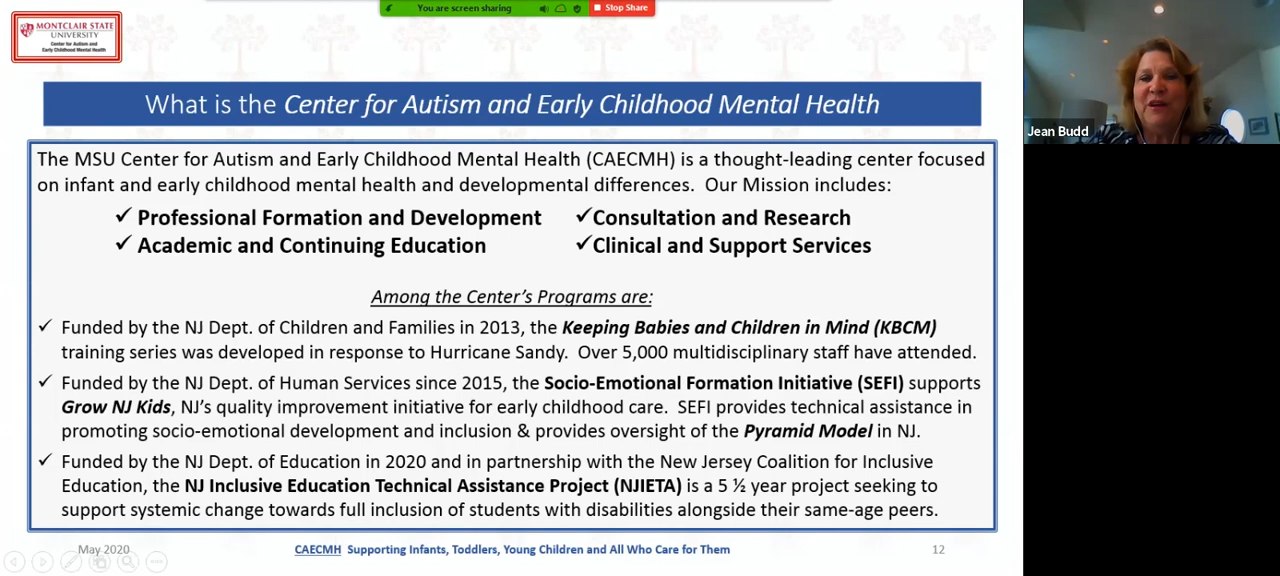 You are screen sharing
Stop Share
MONTCLAIR STATE
UNIVERSITY
Center for Autism and
Early Childhood Mental Health
What is the Center for Autism and Early Childhood Mental Health
Jean Budd
The MSU Center for Autism and Early Childhood Mental Health (CAECMH) is a thought-leading center focused
on infant and early childhood mental health and developmental differences. Our Mission includes:
✓ Professional Formation and Development ✓Consultation and Research
✓ Academic and Continuing Education ✓Clinical and Support Services
Among the Center's Programs are:
✓ Funded by the NJ Dept. of Children and Families in 2013, the Keeping Babies and Children in Mind (KBCM)
training series was developed in response to Hurricane Sandy. Over 5,000 multidisciplinary staff have attended.
✓ Funded by the NJ Dept. of Human Services since 2015, the Socio-Emotional Formation Initiative (SEFI) supports
Grow NJ Kids, NJ's quality improvement initiative for early childhood care. SEFI provides technical assistance in
promoting socio-emotional development and inclusion & provides oversight of the Pyramid Model in NJ.
✓ Funded by the NJ Dept. of Education in 2020 and in partnership with the New Jersey Coalition for Inclusive
Education, the NJ Inclusive Education Technical Assistance Project (NJIETA) is a 5 ½ year project seeking to
support systemic change towards full inclusion of students with disabilities alongside their same-age peers.
May 2020 CAECMH Supporting Infants, Toddlers, Young Children and All Who Care for Them 12